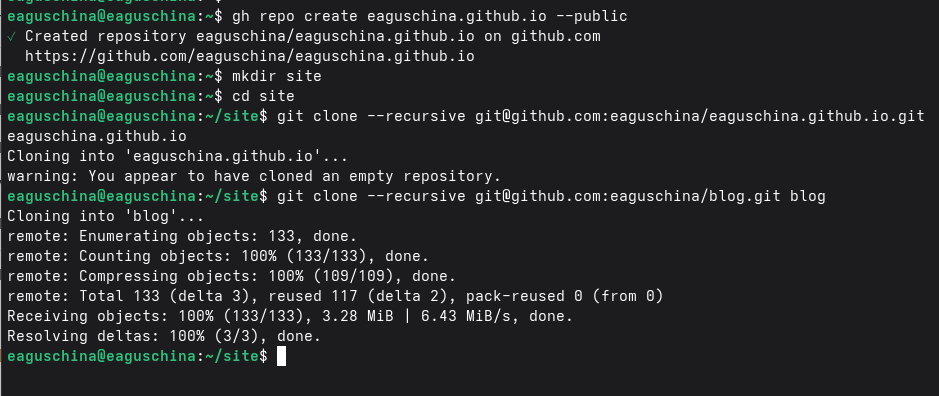 eaguschina@eaguschina:~$ gh repo create eaguschina.github.io --public
✓ Created repository eaguschina/eaguschina.github.io on github.com
  https://github.com/eaguschina/eaguschina.github.io
eaguschina@eaguschina:~$ mkdir site
eaguschina@eaguschina:~$ cd site
eaguschina@eaguschina:~/site$ git clone --recursive git@github.com:eaguschina/eaguschina.github.io.git
eaguschina.github.io
Cloning into 'eaguschina.github.io'...
warning: You appear to have cloned an empty repository.
eaguschina@eaguschina:~/site$ git clone --recursive git@github.com:eaguschina/blog.git blog
Cloning into 'blog'...
remote: Enumerating objects: 133, done.
remote: Counting objects: 100% (133/133), done.
remote: Compressing objects: 100% (109/109), done.
remote: Total 133 (delta 3), reused 117 (delta 2), pack-reused 0 (from 0)
Receiving objects: 100% (133/133), 3.28 MiB | 6.43 MiB/s, done.
Resolving deltas: 100% (3/3), done.
eaguschina@eaguschina:~/site$